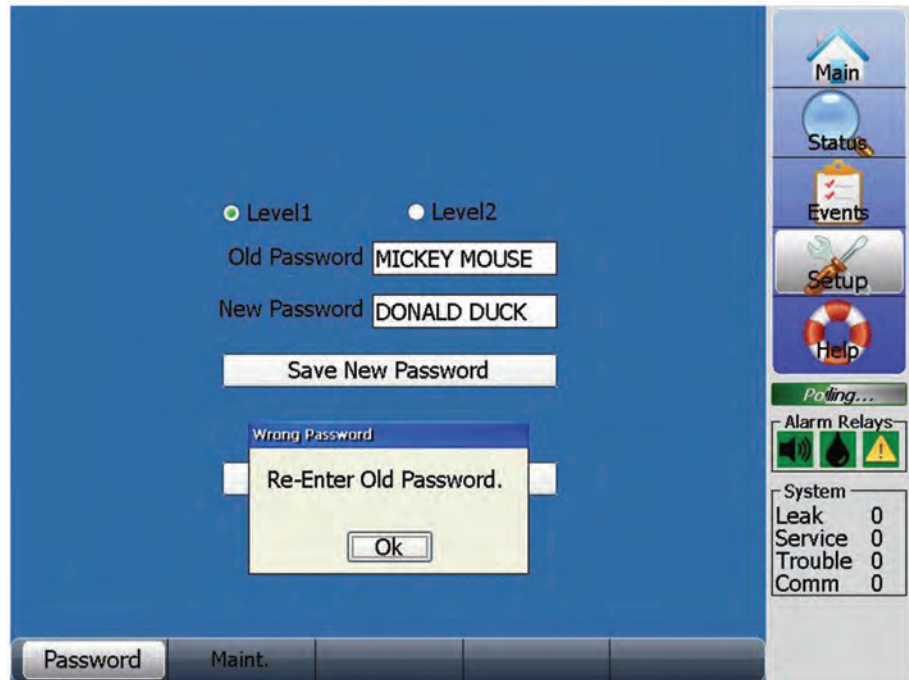 Level1
Level2
Old Password MICKEY MOUSE
New Password DONALD DUCK
Save New Password
Wrong Password
Re-Enter Old Password.
Ok
Password
Maint.
Main
Status
Events
Setup
Help
Polling...
Alarm Relays
System
Leak 0
Service 0
Trouble 0
Comm 0